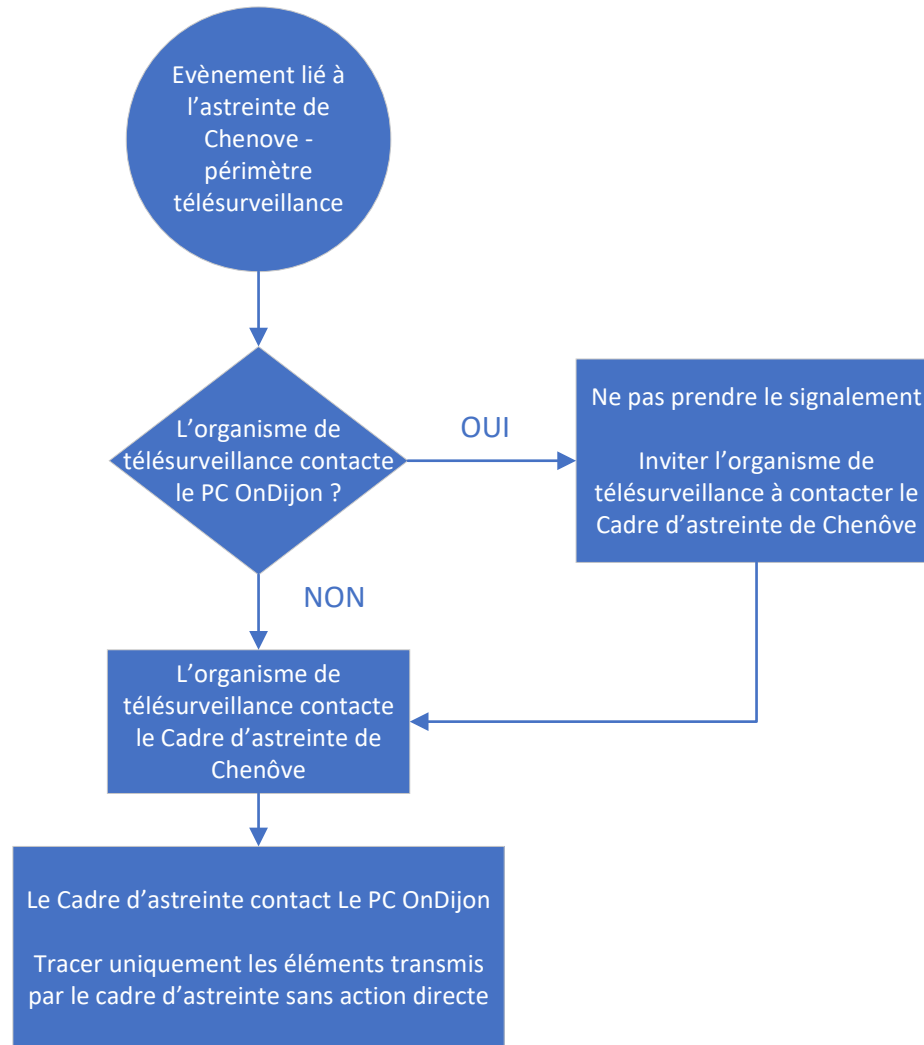 Evènement lié à
l’astreinte de
Chenove -
périmètre
télésurveillance
L’organisme de
télésurveillance contacte
le PC OnDijon ?
OUI
Ne pas prendre le signalement
Inviter l’organisme de
télésurveillance à contacter le
Cadre d’astreinte de Chenôve
NON
L’organisme de
télésurveillance contacte
le Cadre d’astreinte de
Chenôve
Le Cadre d’astreinte contact Le PC OnDijon
Tracer uniquement les éléments transmis
par le cadre d’astreinte sans action directe